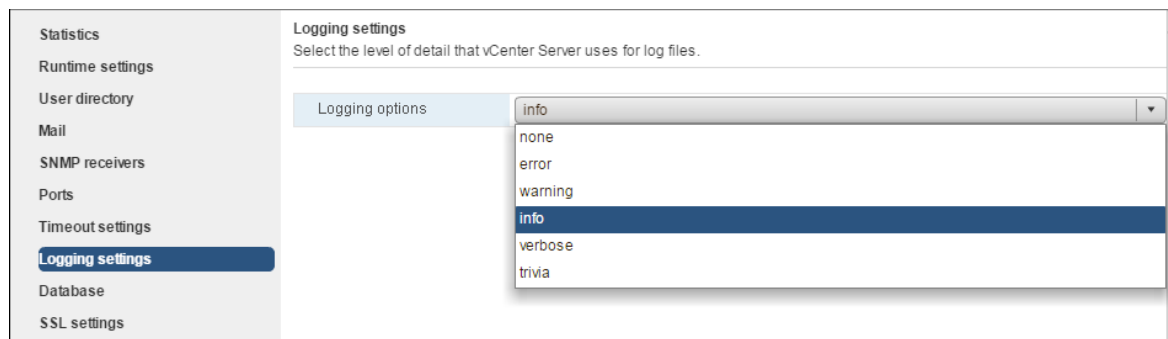 Statistics
Runtime settings
User directory
Mail
SNMP receivers
Ports
Timeout settings
Logging settings
Database
SSL settings
Logging settings
Select the level of detail that vCenter Server uses for log files.
Logging options
info
none
error
warning
info
verbose
trivia